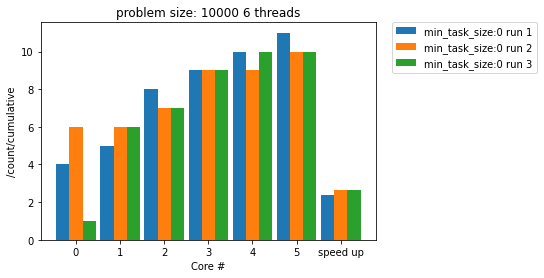 problem size: 10000 6 threads
min_task_size:0 run 1
min_task_size:0 run 2
min_task_size:0 run 3
/count/cumulative
10
8
6
4
2
0
0 1 2 3 4 5 speed up
Core #